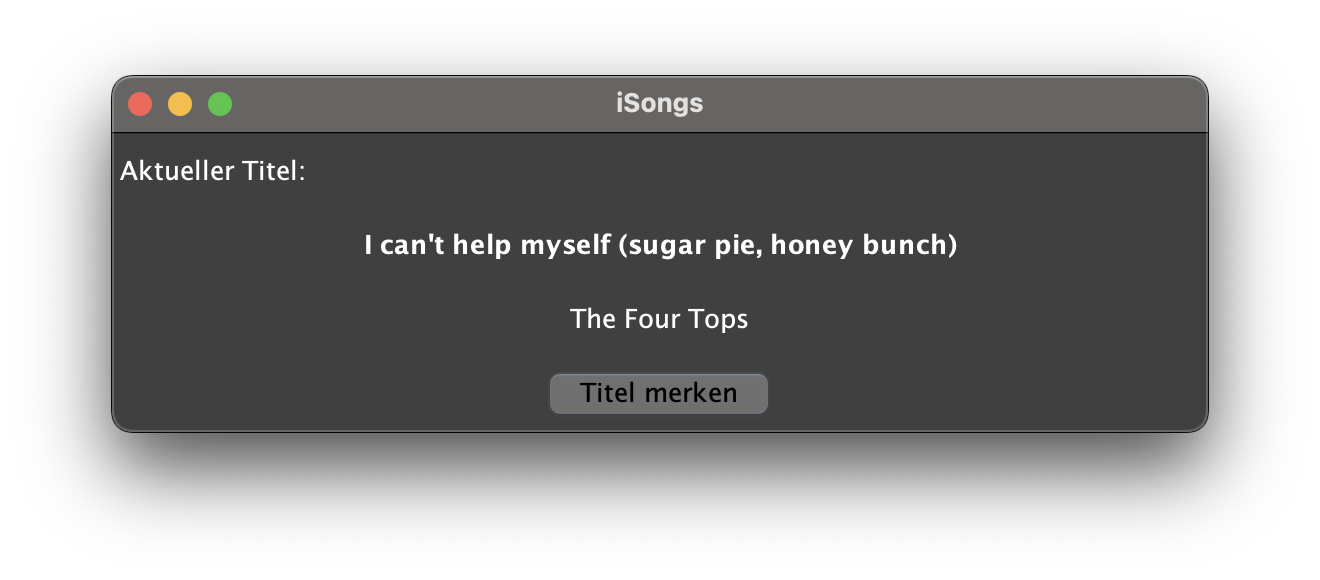 iSongs
Aktueller Titel:
I can't help myself (sugar pie, honey bunch)
The Four Tops
Titel merken